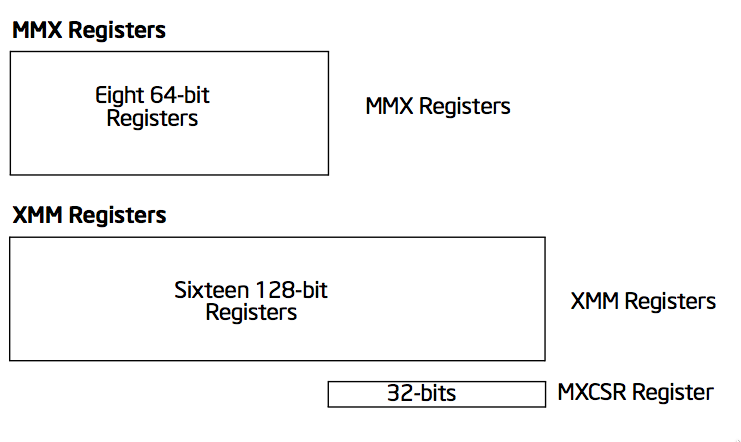 MMX Registers
Eight 64-bit
Registers
MMX Registers
XMM Registers
Sixteen 128-bit
Registers
XMM Registers
32-bits
MXCSR Register